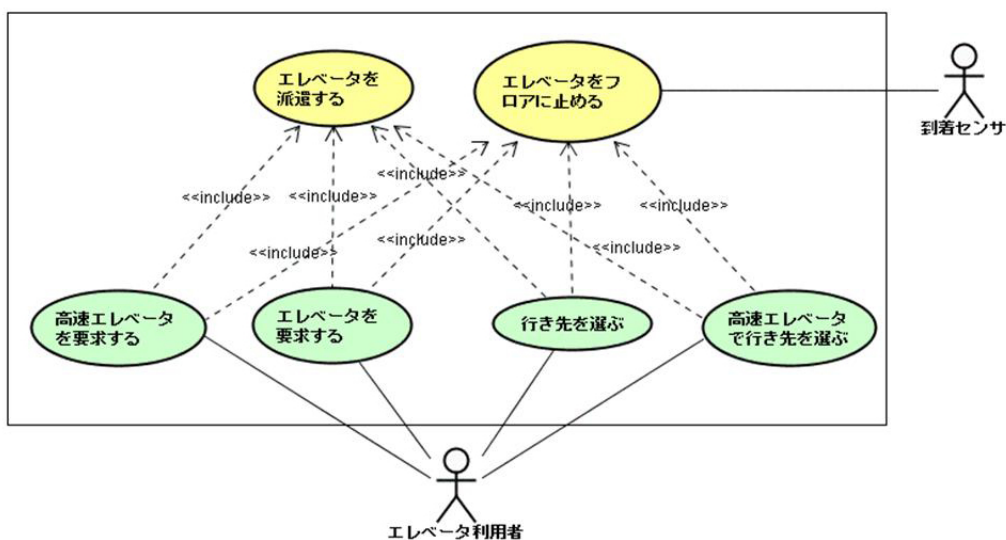 エレベータを
派遣する
エレベータをフ
ロアに止める
到着センサ
<<include>>
<<include>>
<<include>>
<<include>>
<<include>>
<<include>>
<<include>>
<<include>>
高速エレベータ
を要求する
エレベータを
要求する
行き先を選ぶ
高速エレベータ
で行き先を選ぶ
エレベータ利用者